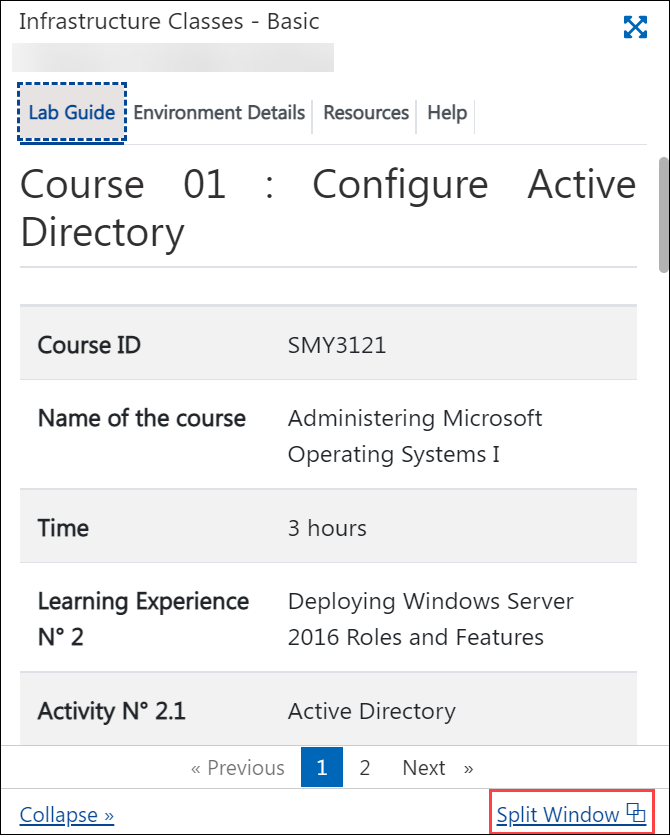 Infrastructure Classes - Basic
Lab Guide Environment Details Resources Help
Course 01 : Configure Active
Directory
Course ID SMY3121
Name of the course Administering Microsoft
Operating Systems I
Time 3 hours
Learning Experience Deploying Windows Server
N° 2 2016 Roles and Features
Activity N° 2.1 Active Directory
« Previous 1 2 Next »
Collapse » Split Window